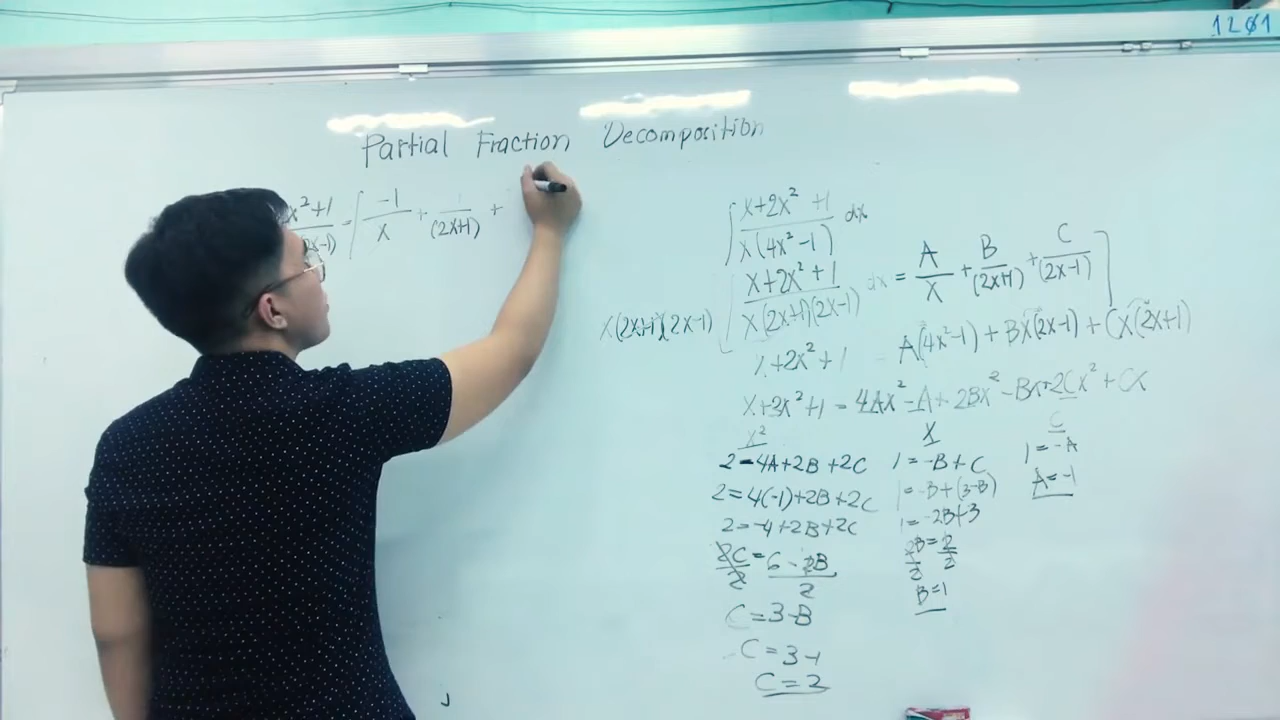 1201
Partial Fraction Decomposition
x²+1 / 2x-1) = ∫ -1/x + 1/(2x+1) +
∫ x+2x²+1 / x(4x²-1) dx
∫ x+2x²+1 / x(2x+1)(2x-1) dx = A/x + B/(2x+1) + C/(2x-1) ]
x(2x+1)(2x-1)
x+2x²+1 A(4x²-1) + Bx(2x-1) + Cx(2x+1)
x+2x²+1 = 4Ax²-A+2Bx²-Bx+2Cx²+Cx
x²
2=4A+2B+2C
2=4(-1)+2B+2C
2=-4+2B+2C
2C/2 = 6-2B/2
C=3-B
C=3-1
C=2
x
1=-B+C
1=-B+(3-B)
1=-2B+3
2B/2=2/2
B=1
C
1=-A
A=-1